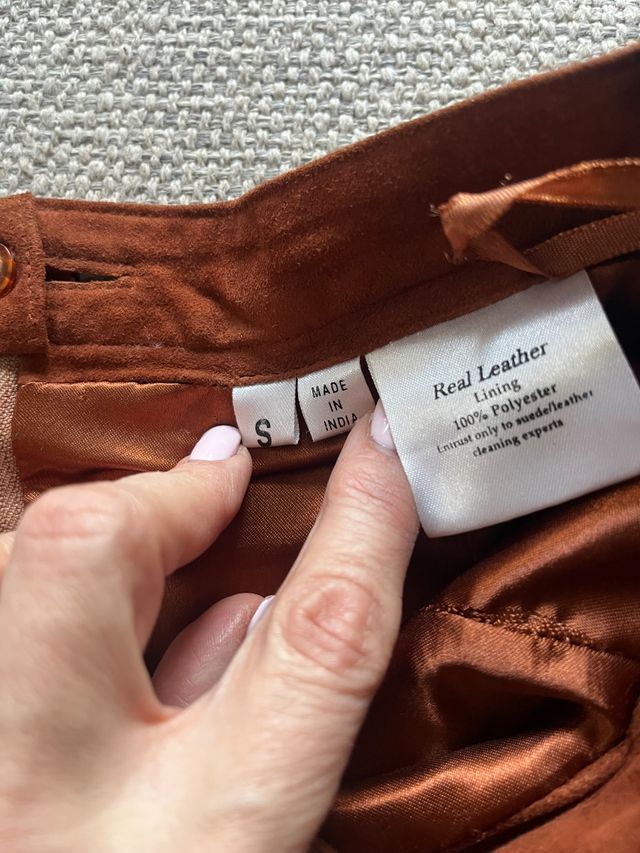 S
MADE
IN
INDIA
Real Leather
Lining
100% Polyester
Entrust only to suede/leather
cleaning experts